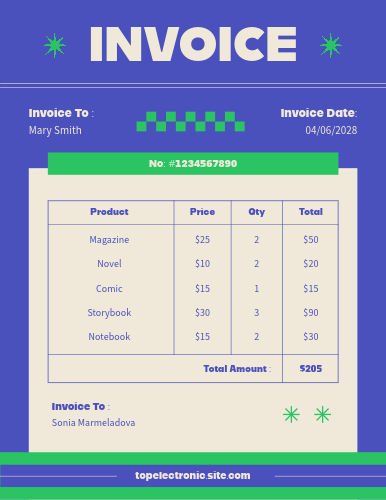 INVOICE
Invoice To : Invoice Date:
Mary Smith 04/06/2028
No: #1234567890
Product Price Qty Total
Magazine $25 2 $50
Novel $10 2 $20
Comic $15 1 $15
Storybook $30 3 $90
Notebook $15 2 $30
Total Amount : $205
Invoice To :
Sonia Marmeladova
topelectronic.site.com